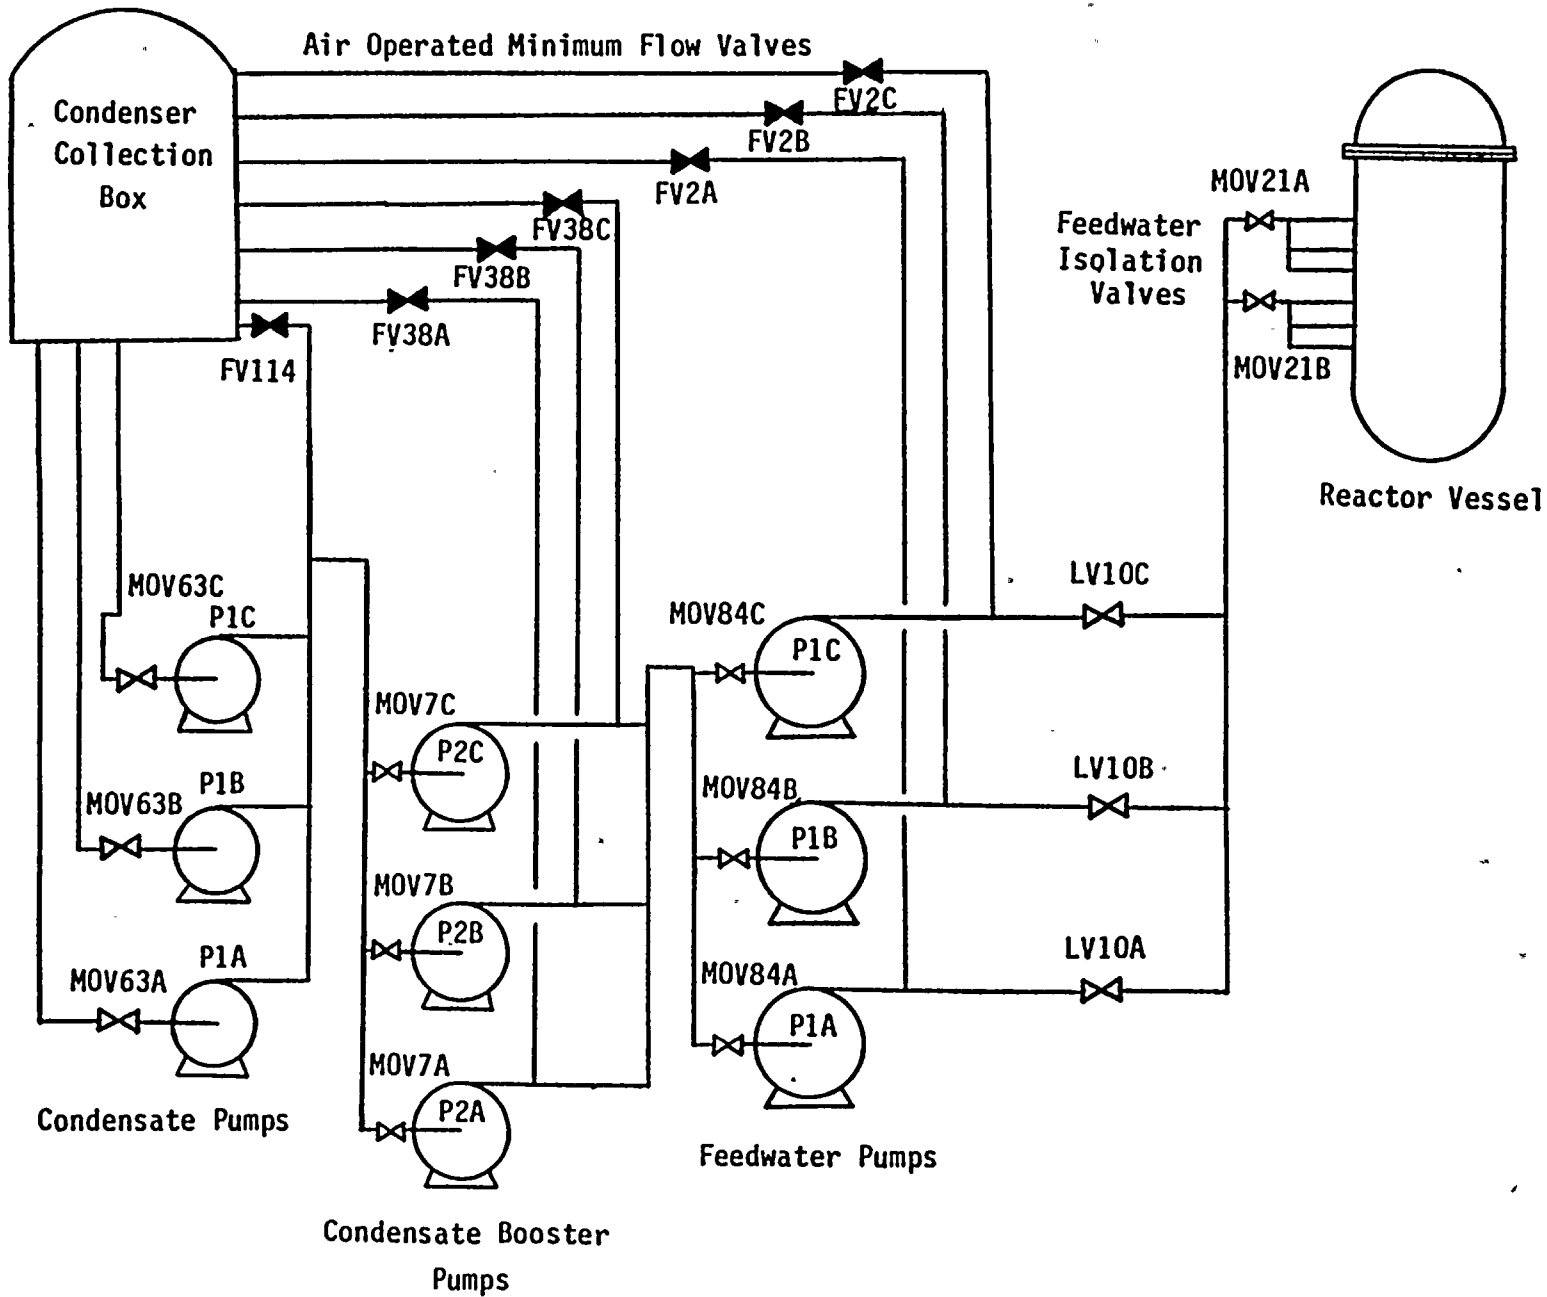 Air Operated Minimum Flow Valves
Condenser
Collection
Box
FV2C
FV2B
FV2A
FV38C
FV38B
FV38A
FV114
MOV21A
Feedwater
Isolation
Valves
MOV21B
Reactor Vessel
MOV63C
P1C
MOV63B
P1B
MOV63A
P1A
Condensate Pumps
MOV7C
P2C
MOV7B
P2B
MOV7A
P2A
Condensate Booster
Pumps
MOV84C
P1C
MOV84B
P1B
MOV84A
P1A
Feedwater Pumps
LV10C
LV10B
LV10A